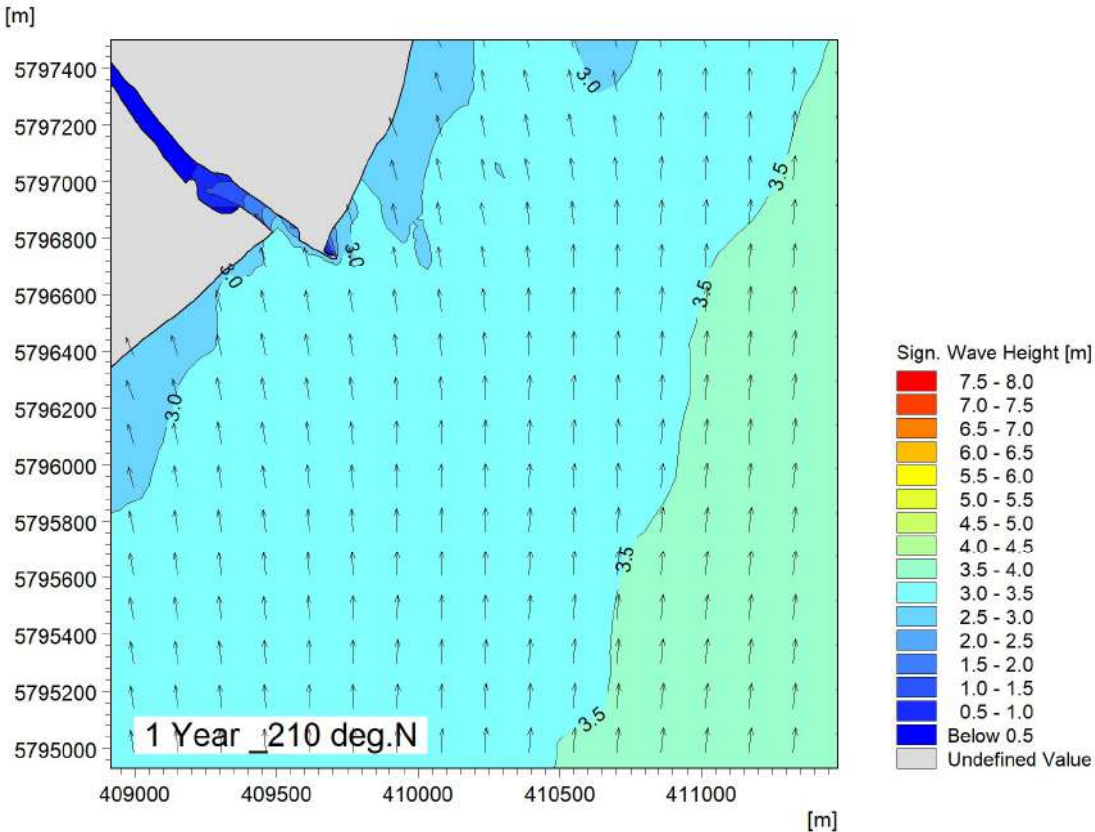 [m]
5797400
5797200
5797000
5796800
5796600
5796400
5796200
5796000
5795800
5795600
5795400
5795200
5795000
3.0
3.5
3.0
3.0
3.5
3.0
3.5
3.5
1 Year _210 deg.N
409000 409500 410000 410500 411000
[m]
Sign. Wave Height [m]
7.5 - 8.0
7.0 - 7.5
6.5 - 7.0
6.0 - 6.5
5.5 - 6.0
5.0 - 5.5
4.5 - 5.0
4.0 - 4.5
3.5 - 4.0
3.0 - 3.5
2.5 - 3.0
2.0 - 2.5
1.5 - 2.0
1.0 - 1.5
0.5 - 1.0
Below 0.5
Undefined Value